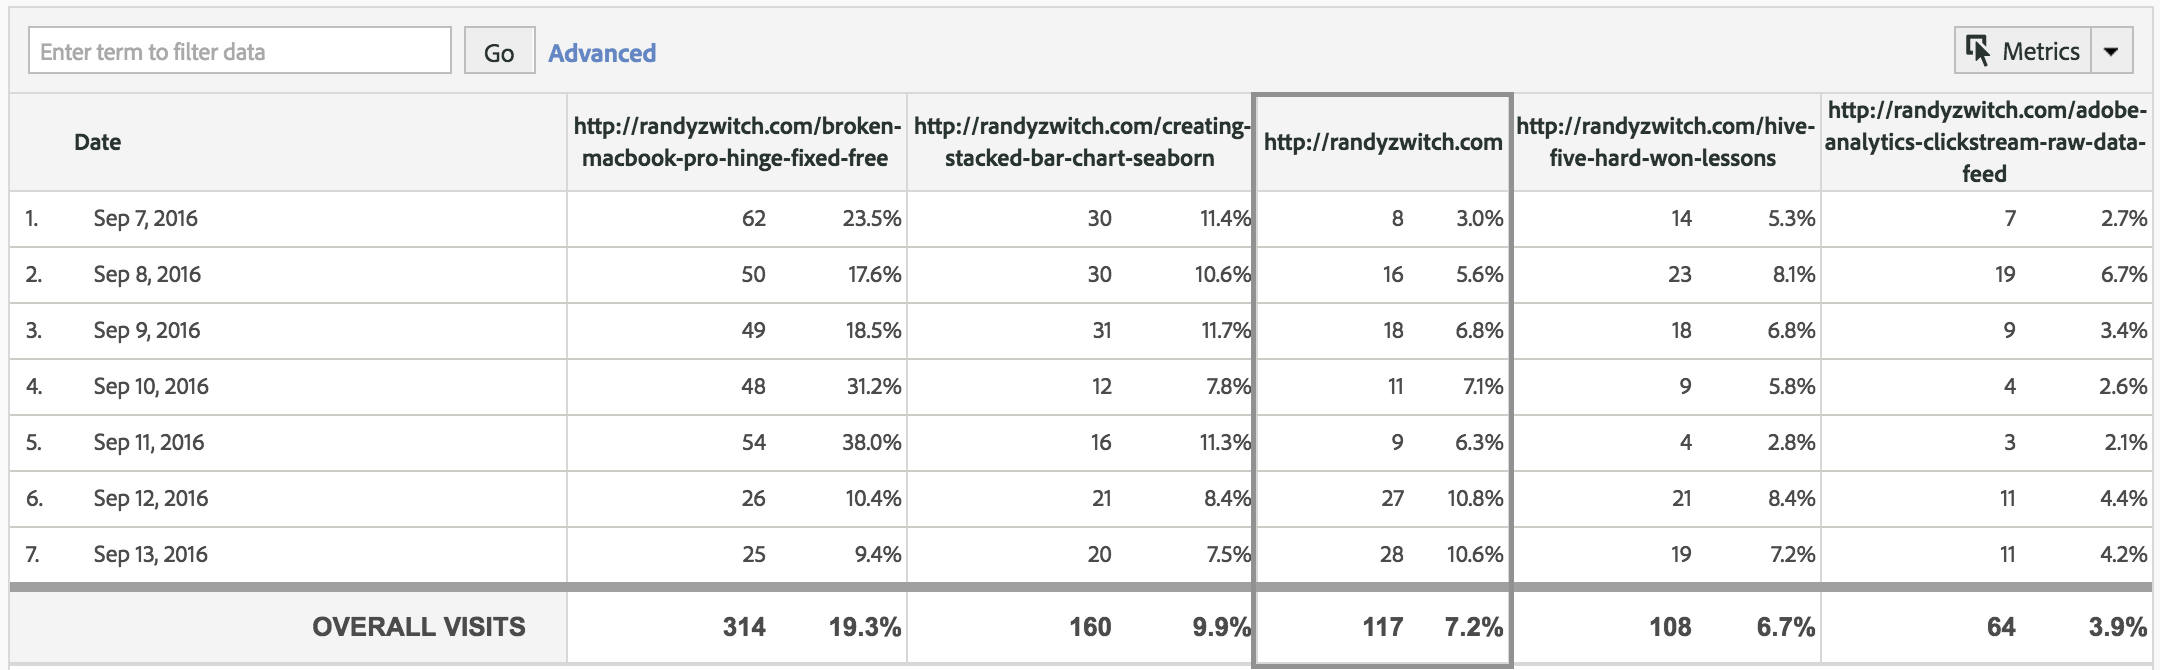 Enter term to filter data Go Advanced Metrics
Date http://randyzwitch.com/broken-macbook-pro-hinge-fixed-free http://randyzwitch.com/creating-stacked-bar-chart-seaborn http://randyzwitch.com http://randyzwitch.com/hive-five-hard-won-lessons http://randyzwitch.com/adobe-analytics-clickstream-raw-data-feed
1. Sep 7, 2016 62 23.5% 30 11.4% 8 3.0% 14 5.3% 7 2.7%
2. Sep 8, 2016 50 17.6% 30 10.6% 16 5.6% 23 8.1% 19 6.7%
3. Sep 9, 2016 49 18.5% 31 11.7% 18 6.8% 18 6.8% 9 3.4%
4. Sep 10, 2016 48 31.2% 12 7.8% 11 7.1% 9 5.8% 4 2.6%
5. Sep 11, 2016 54 38.0% 16 11.3% 9 6.3% 4 2.8% 3 2.1%
6. Sep 12, 2016 26 10.4% 21 8.4% 27 10.8% 21 8.4% 11 4.4%
7. Sep 13, 2016 25 9.4% 20 7.5% 28 10.6% 19 7.2% 11 4.2%
OVERALL VISITS 314 19.3% 160 9.9% 117 7.2% 108 6.7% 64 3.9%